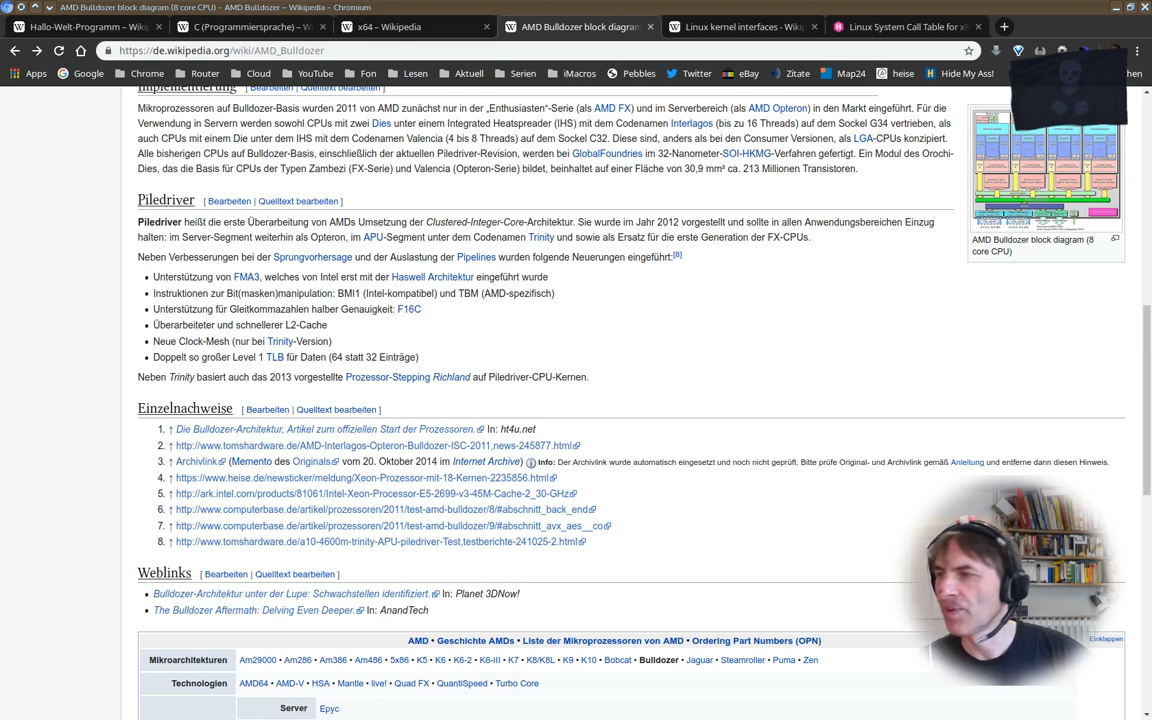 AMD Bulldozer block diagram (8 core CPU) – AMD Bulldozer – Wikipedia - Chromium
Hallo-Welt-Programm – Wiki
C (Programmiersprache) – W
x64 – Wikipedia
AMD Bulldozer block diagram
Linux kernel interfaces - Wik
Linux System Call Table for x8
https://de.wikipedia.org/wiki/AMD_Bulldozer
Apps Google Chrome Router Cloud YouTube Fon Lesen Aktuell Serien iMacros Pebbles Twitter eBay Zitate Map24 heise Hide My Ass!
Implementierung [ Bearbeiten | Quelltext bearbeiten ]
Mikroprozessoren auf Bulldozer-Basis wurden 2011 von AMD zunächst nur in der „Enthusiasten“-Serie (als AMD FX) und im Serverbereich (als AMD Opteron) in den Markt eingeführt. Für die
Verwendung in Servern werden sowohl CPUs mit zwei Dies unter einem Integrated Heatspreader (IHS) mit dem Codenamen Interlagos (bis zu 16 Threads) auf dem Sockel G34 vertrieben, als
auch CPUs mit einem Die unter dem IHS mit dem Codenamen Valencia (4 bis 8 Threads) auf dem Sockel C32. Diese sind, anders als bei den Consumer Versionen, als LGA-CPUs konzipiert.
Alle bisherigen CPUs auf Bulldozer-Basis, einschließlich der aktuellen Piledriver-Revision, werden bei GlobalFoundries im 32-Nanometer-SOI-HKMG-Verfahren gefertigt. Ein Modul des Orochi-
Dies, das die Basis für CPUs der Typen Zambezi (FX-Serie) und Valencia (Opteron-Serie) bildet, beinhaltet auf einer Fläche von 30,9 mm² ca. 213 Millionen Transistoren.
AMD Bulldozer block diagram (8
core CPU)
Piledriver [ Bearbeiten | Quelltext bearbeiten ]
Piledriver heißt die erste Überarbeitung von AMDs Umsetzung der Clustered-Integer-Core-Architektur. Sie wurde im Jahr 2012 vorgestellt und sollte in allen Anwendungsbereichen Einzug
halten: im Server-Segment weiterhin als Opteron, im APU-Segment unter dem Codenamen Trinity und sowie als Ersatz für die erste Generation der FX-CPUs.
Neben Verbesserungen bei der Sprungvorhersage und der Auslastung der Pipelines wurden folgende Neuerungen eingeführt:[8]
• Unterstützung von FMA3, welches von Intel erst mit der Haswell Architektur eingeführt wurde
• Instruktionen zur Bit(masken)manipulation: BMI1 (Intel-kompatibel) und TBM (AMD-spezifisch)
• Unterstützung für Gleitkommazahlen halber Genauigkeit: F16C
• Überarbeiteter und schnellerer L2-Cache
• Neue Clock-Mesh (nur bei Trinity-Version)
• Doppelt so großer Level 1 TLB für Daten (64 statt 32 Einträge)
Neben Trinity basiert auch das 2013 vorgestellte Prozessor-Stepping Richland auf Piledriver-CPU-Kernen.
Einzelnachweise [ Bearbeiten | Quelltext bearbeiten ]
1. ↑ Die Bulldozer-Architektur, Artikel zum offiziellen Start der Prozessoren. In: ht4u.net
2. ↑ http://www.tomshardware.de/AMD-Interlagos-Opteron-Bulldozer-ISC-2011,news-245877.html
3. ↑ Archivlink (Memento des Originals vom 20. Oktober 2014 im Internet Archive) Info: Der Archivlink wurde automatisch eingesetzt und noch nicht geprüft. Bitte prüfe Original- und Archivlink gemäß Anleitung und entferne dann diesen Hinweis.
4. ↑ https://www.heise.de/newsticker/meldung/Xeon-Prozessor-mit-18-Kernen-2235856.html
5. ↑ http://ark.intel.com/products/81061/Intel-Xeon-Processor-E5-2699-v3-45M-Cache-2_30-GHz
6. ↑ http://www.computerbase.de/artikel/prozessoren/2011/test-amd-bulldozer/8/#abschnitt_back_end
7. ↑ http://www.computerbase.de/artikel/prozessoren/2011/test-amd-bulldozer/9/#abschnitt_avx_aes__co
8. ↑ http://www.tomshardware.de/a10-4600m-trinity-APU-piledriver-Test,testberichte-241025-2.html
Weblinks [ Bearbeiten | Quelltext bearbeiten ]
• Bulldozer-Architektur unter der Lupe: Schwachstellen identifiziert. In: Planet 3DNow!
• The Bulldozer Aftermath: Delving Even Deeper. In: AnandTech
AMD • Geschichte AMDs • Liste der Mikroprozessoren von AMD • Ordering Part Numbers (OPN)
Einklappen
Mikroarchitekturen Am29000 • Am286 • Am386 • Am486 • 5x86 • K5 • K6 • K6-2 • K6-III • K7 • K8/K8L • K9 • K10 • Bobcat • Bulldozer • Jaguar • Steamroller • Puma • Zen
Technologien AMD64 • AMD-V • HSA • Mantle • live! • Quad FX • QuantiSpeed • Turbo Core
Server Epyc